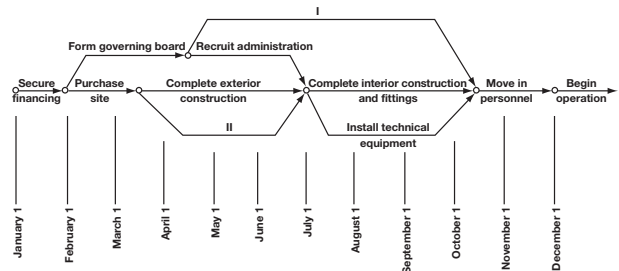 I
Form governing board
Recruit administration
Secure
financing
Purchase
site
Complete exterior
construction
Complete interior construction
and fittings
Move in
personnel
Begin
operation
II
Install technical
equipment
January 1
February 1
March 1
April 1
May 1
June 1
July 1
August 1
September 1
October 1
November 1
December 1